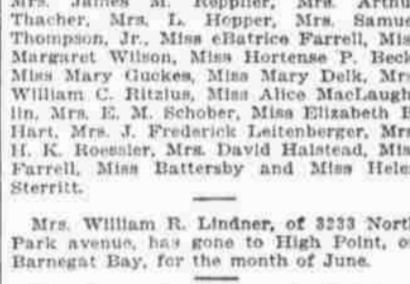 Mrs. James M. Repplier, Mrs. Arthu
Thacher, Mrs. L. Hopper, Mrs. Samue
Thompson, Jr., Miss eBatrice Farrell, Mis
Margaret Wilson, Miss Hortense P. Beck
Miss Mary Guckes, Miss Mary Delk, Mrs
William C. Ritzius, Miss Alice MacLaugh
lin, Mrs. E. M. Schober, Miss Elizabeth B
Hart, Mrs. J. Frederick Leitenberger, Mrs
H. K. Roessler, Mrs. David Halstead, Mis
Farrell, Miss Battersby and Miss Hele
Sterritt.
Mrs. William R. Lindner, of 3233 North
Park avenue, has gone to High Point, o
Barnegat Bay, for the month of June.